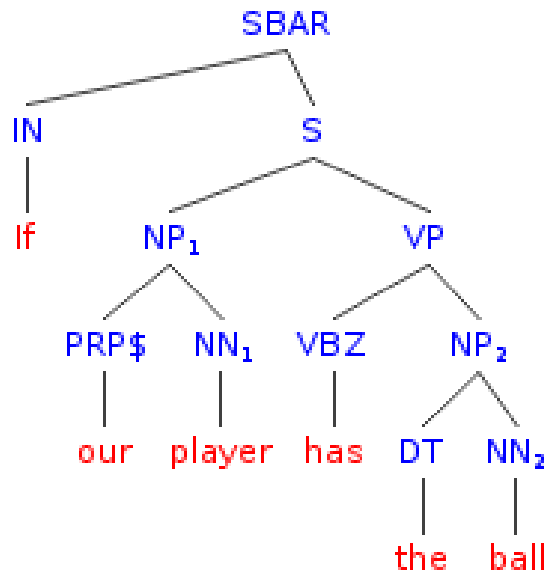 SBAR
IN S
If NP₁ VP
PRP$ NN₁ VBZ NP₂
our player has DT NN₂
the ball